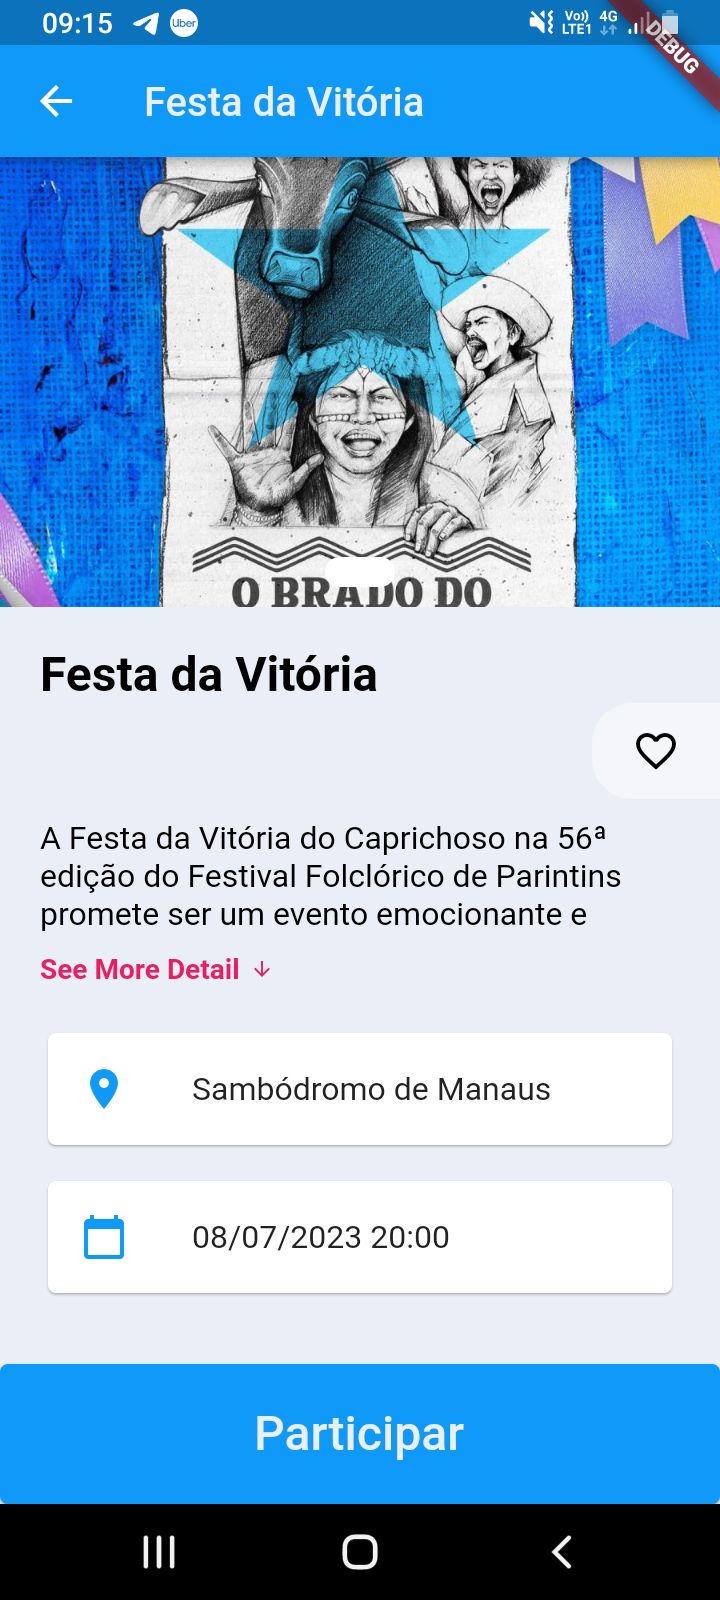 09:15
Uber
Vo))
LTE1
4G
DEBUG
Festa da Vitória
O BRADO DO
Festa da Vitória
A Festa da Vitória do Caprichoso na 56ª
edição do Festival Folclórico de Parintins
promete ser um evento emocionante e
See More Detail
Sambódromo de Manaus
08/07/2023 20:00
Participar